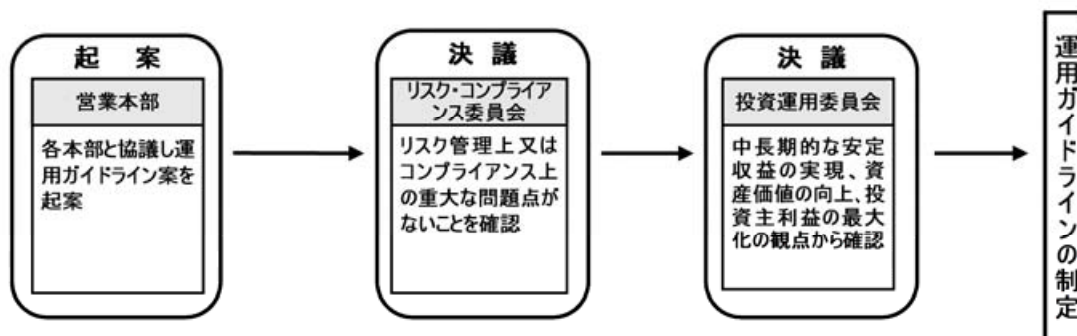 起 案
営業本部
各本部と協議し運
用ガイドライン案を
起案
決 議
リスク・コンプライア
ンス委員会
リスク管理上又は
コンプライアンス上
の重大な問題点が
ないことを確認
決 議
投資運用委員会
中長期的な安定
収益の実現、資
産価値の向上、投
資主利益の最大
化の観点から確認
運用ガイドラインの制定